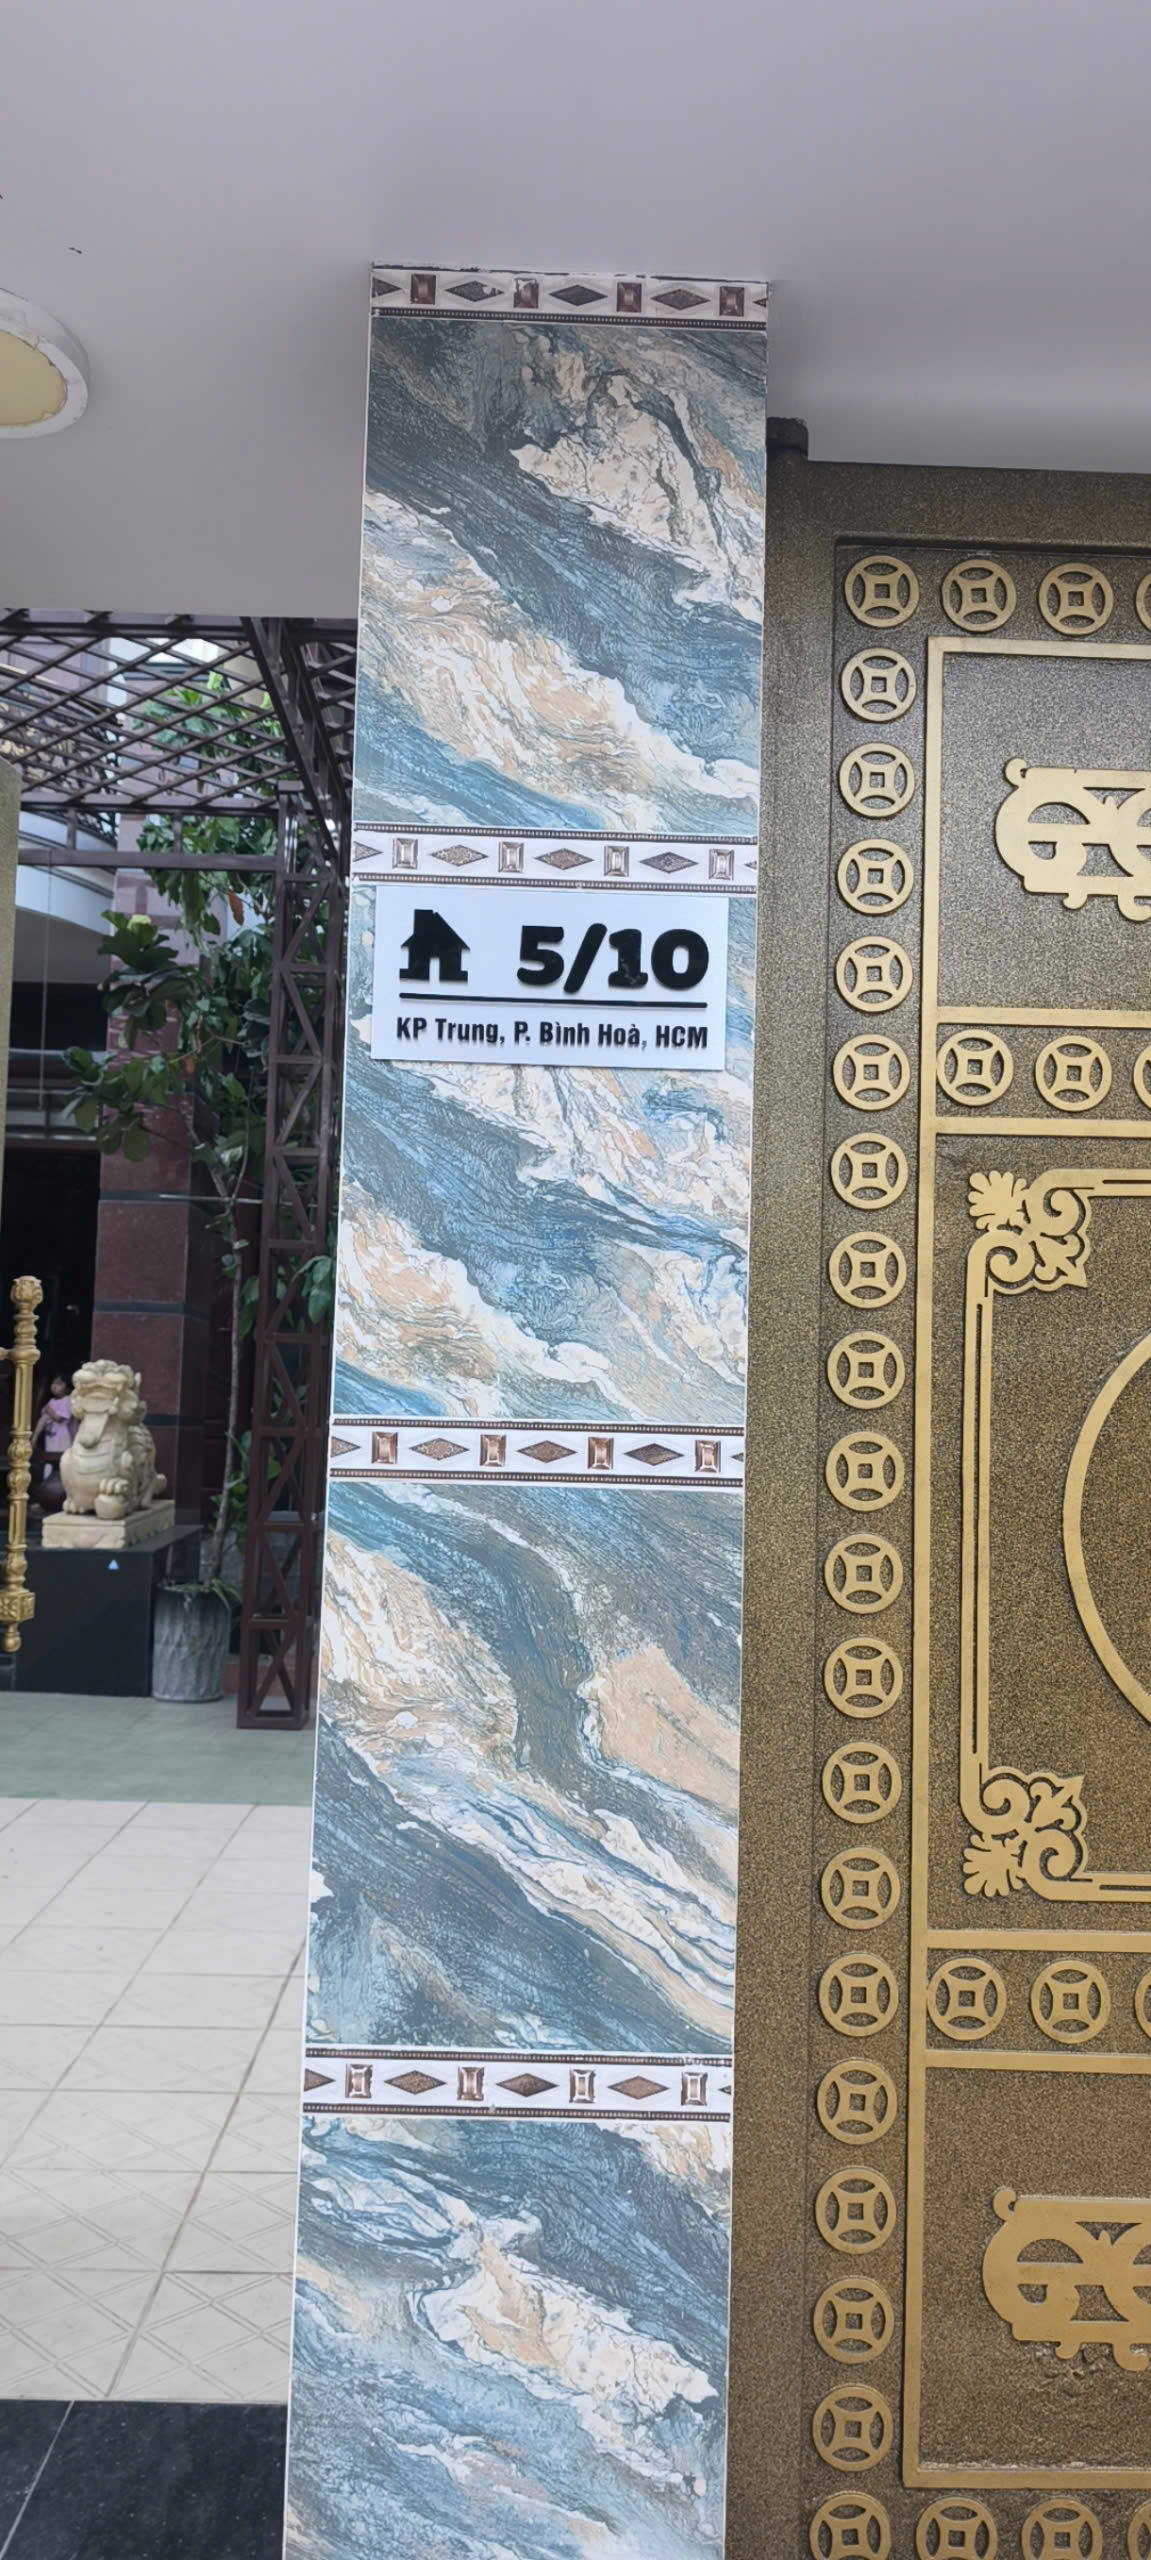 5/10
KP Trung, P. Bình Hoà, HCM